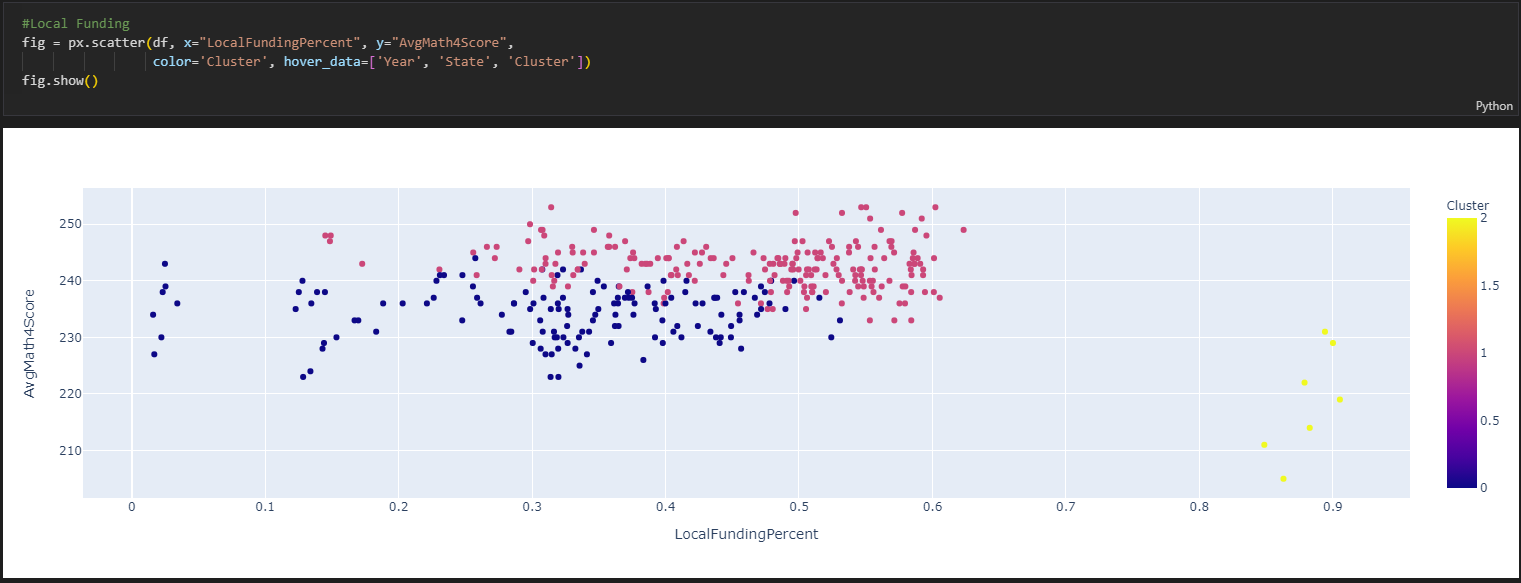 #Local Funding
fig = px.scatter(df, x="LocalFundingPercent", y="AvgMath4Score",
color='Cluster', hover_data=['Year', 'State', 'Cluster'])
fig.show()
Python
Cluster
2
1.5
1
0.5
0
AvgMath4Score
250
240
230
220
210
0 0.1 0.2 0.3 0.4 0.5 0.6 0.7 0.8 0.9
LocalFundingPercent